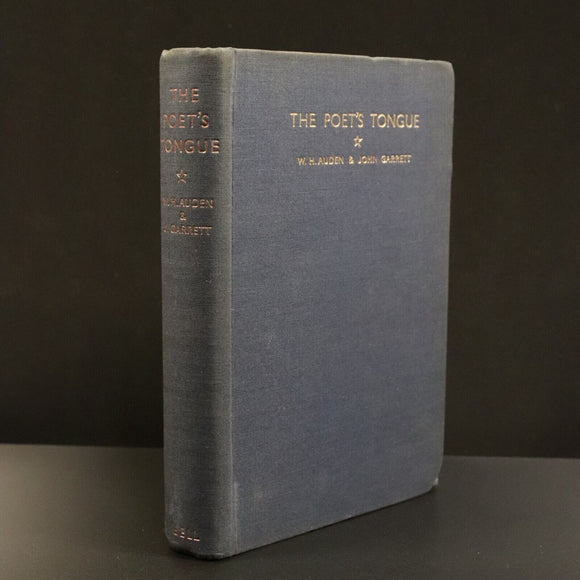 THE
POET'S
TONGUE
W. H. AUDEN
&
J. GARRETT
BELL
THE POET'S TONGUE
W. H. AUDEN & JOHN GARRETT